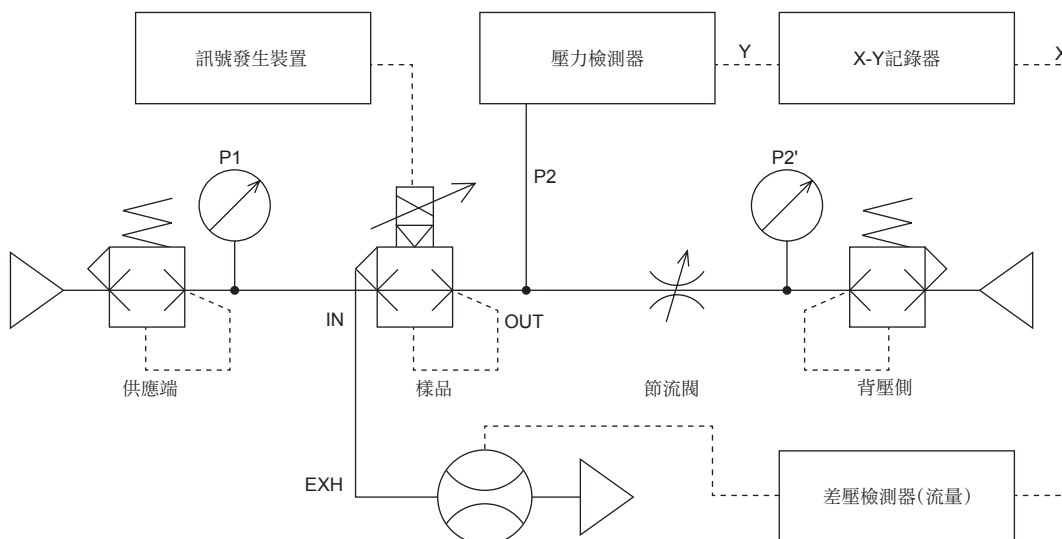 訊號發生裝置
壓力檢測器
Y
X-Y記錄器
X
P1
P2
P2'
IN
OUT
供應端
樣品
節流閥
背壓側
EXH
差壓檢測器(流量)